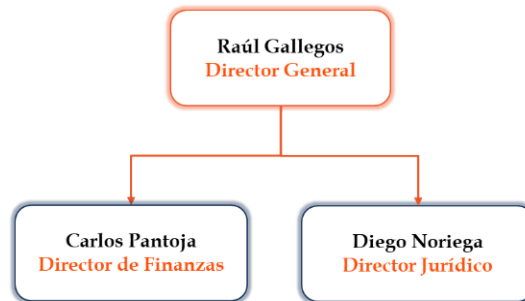 Raúl Gallegos
Director General
Carlos Pantoja
Director de Finanzas
Diego Noriega
Director Jurídico